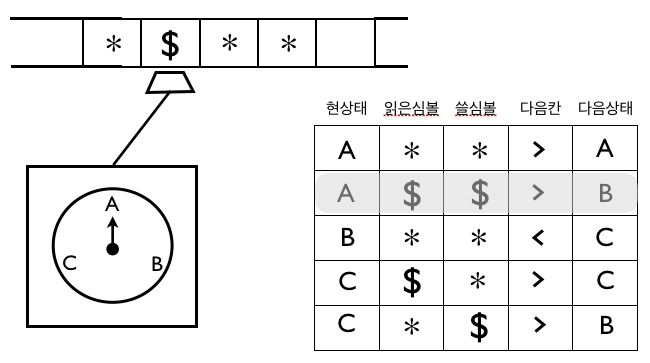 * $ * *
현상태 읽은심볼 쓸심볼 다음칸 다음상태
A * * > A
A $ $ > B
B * * < C
C $ * > C
C * $ > B
A
C B